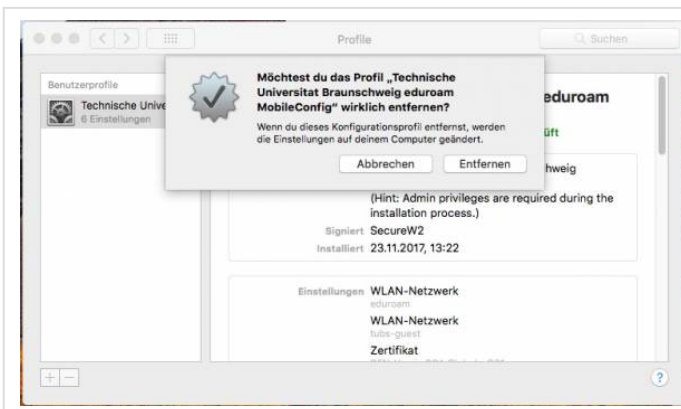 Profile
Suchen
Benutzerprofile
Technische Unive
6 Einstellungen
Möchtest du das Profil „Technische
Universitat Braunschweig eduroam
MobileConfig“ wirklich entfernen?
Wenn du dieses Konfigurationsprofil entfernst, werden
die Einstellungen auf deinem Computer geändert.
Abbrechen Entfernen
eduroam
üft
hweig
(Hint: Admin privileges are required during the
installation process.)
Signiert SecureW2
Installiert 23.11.2017, 13:22
Einstellungen WLAN-Netzwerk
eduroam
WLAN-Netzwerk
tubs-guest
Zertifikat
?